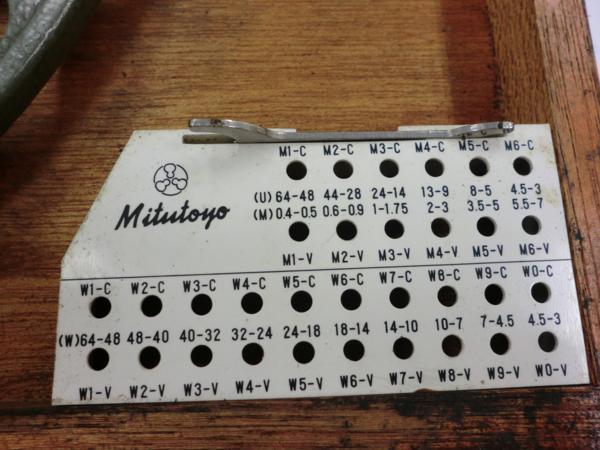 M1-C M2-C M3-C M4-C M5-C M6-C
(U) 64-48 44-28 24-14 13-9 8-5 4.5-3
(M) 0.4-0.5 0.6-0.9 1-1.75 2-3 3.5-5 5.5-7
Mitutoyo
M1-V M2-V M3-V M4-V M5-V M6-V
W1-C W2-C W3-C W4-C W5-C W6-C W7-C W8-C W9-C W0-C
(W) 64-48 48-40 40-32 32-24 24-18 18-14 14-10 10-7 7-4.5 4.5-3
W1-V W2-V W3-V W4-V W5-V W6-V W7-V W8-V W9-V W0-V